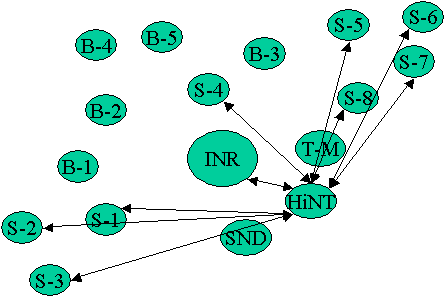 S-6
S-5
B-5
B-4
B-3
S-7
S-4
S-8
B-2
T-M
INR
B-1
HiNT
S-1
S-2
SND
S-3